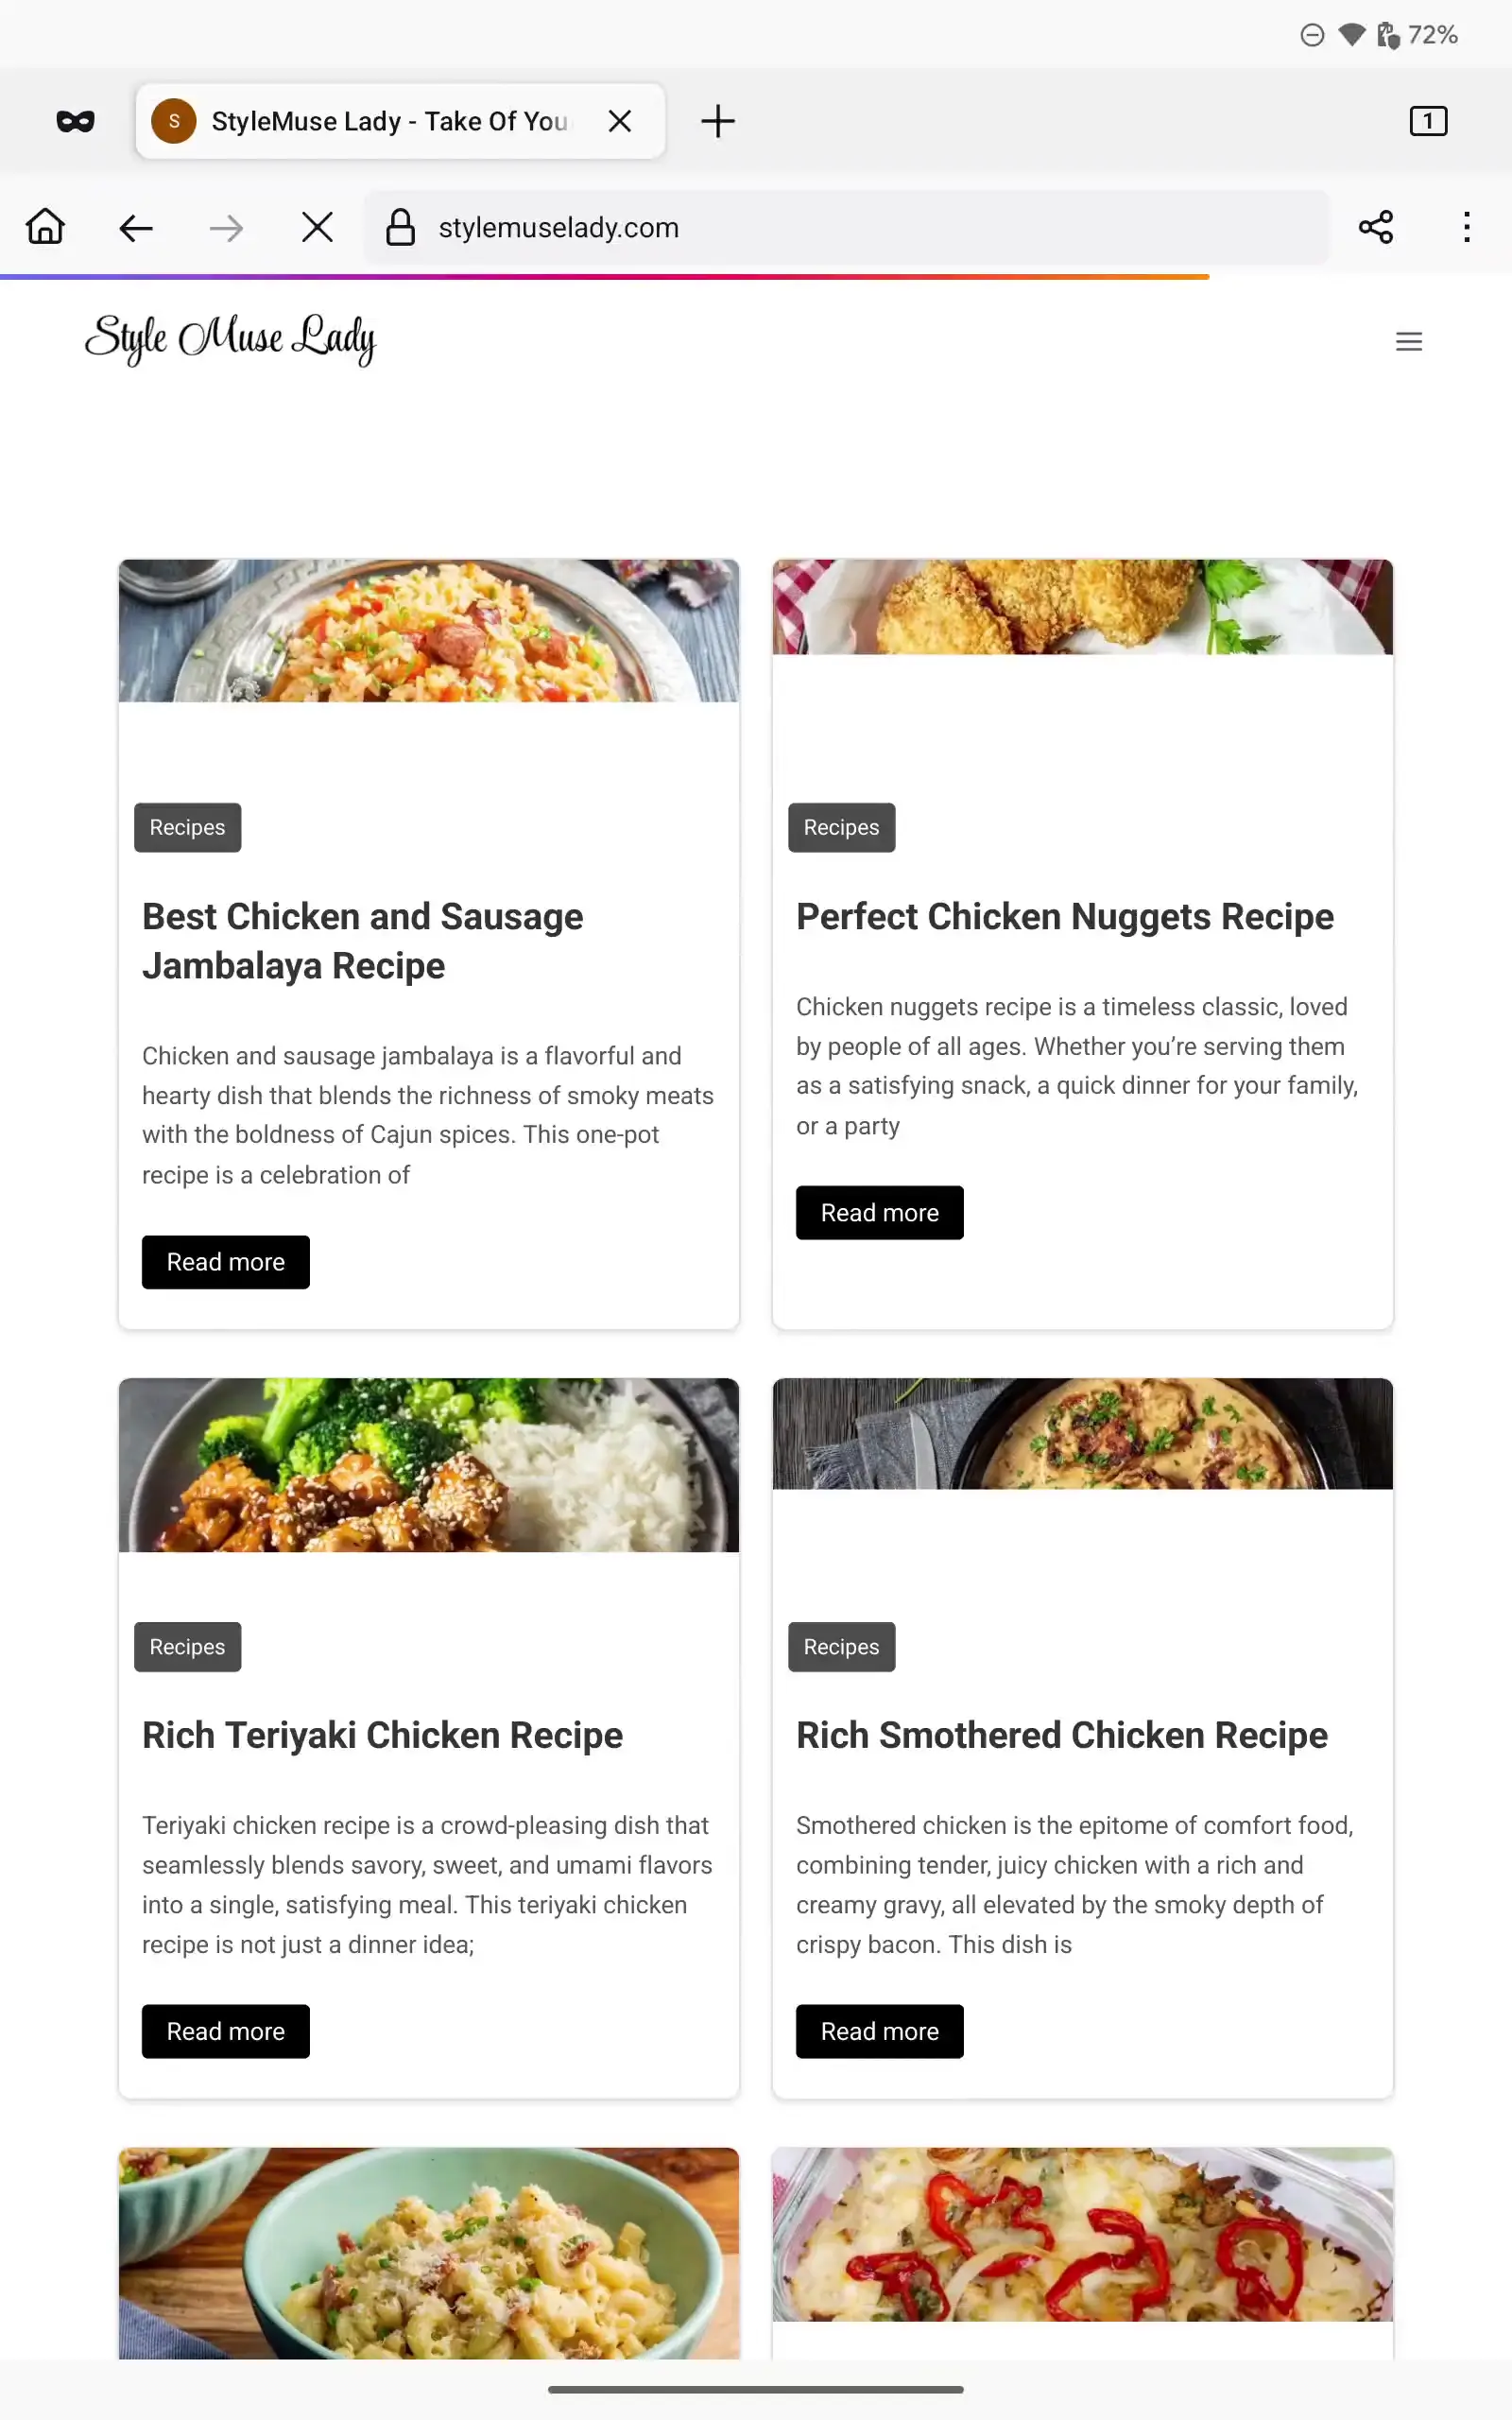 72%
S
StyleMuse Lady - Take Of You
1
stylemuselady.com
Style Muse Lady
Recipes
Best Chicken and Sausage
Jambalaya Recipe
Chicken and sausage jambalaya is a flavorful and
hearty dish that blends the richness of smoky meats
with the boldness of Cajun spices. This one-pot
recipe is a celebration of
Read more
Recipes
Perfect Chicken Nuggets Recipe
Chicken nuggets recipe is a timeless classic, loved
by people of all ages. Whether you’re serving them
as a satisfying snack, a quick dinner for your family,
or a party
Read more
Recipes
Rich Teriyaki Chicken Recipe
Teriyaki chicken recipe is a crowd-pleasing dish that
seamlessly blends savory, sweet, and umami flavors
into a single, satisfying meal. This teriyaki chicken
recipe is not just a dinner idea;
Read more
Recipes
Rich Smothered Chicken Recipe
Smothered chicken is the epitome of comfort food,
combining tender, juicy chicken with a rich and
creamy gravy, all elevated by the smoky depth of
crispy bacon. This dish is
Read more